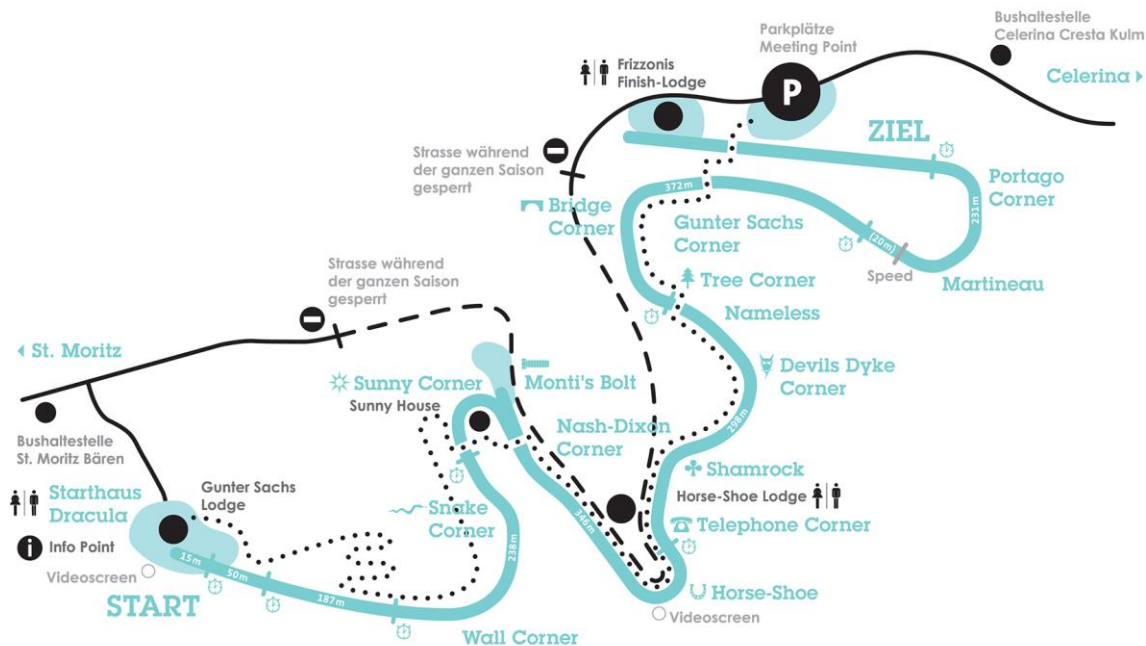 Bushaltestelle
Celerina Cresta Kulm
Parkplätze
Meeting Point
Celerina
P
Frizzonis
Finish-Lodge
ZIEL
Strasse während
der ganzen Saison
gesperrt
Portago
Corner
372m
Bridge
Corner
Gunter Sachs
Corner
231m
(20m)
Speed
Martineau
Tree Corner
Nameless
Strasse während
der ganzen Saison
gesperrt
St. Moritz
Devils Dyke
Corner
Sunny Corner
Sunny House
Monti's Bolt
298m
Nash-Dixon
Corner
Bushaltestelle
St. Moritz Bären
Shamrock
Horse-Shoe Lodge
Starthaus
Dracula
Gunter Sachs
Lodge
Snake
Corner
346m
Telephone Corner
i Info Point
238m
Videoscreen
15m
50m
187m
START
Horse-Shoe
Videoscreen
Wall Corner